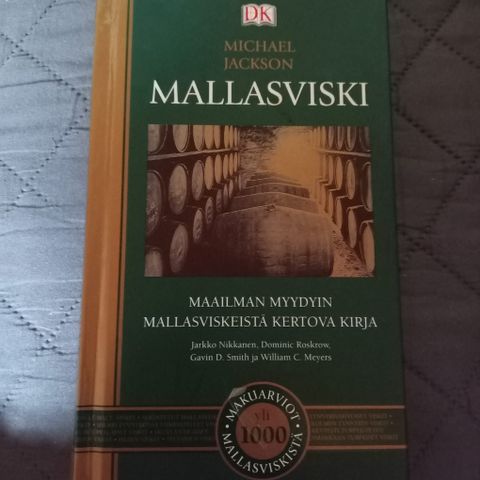 DK
MICHAEL
JACKSON
MALLASVISKI
MAAILMAN MYYDYIN
MALLASVISKEISTÄ KERTOVA KIRJA
Jarkko Nikkanen, Dominic Roskrow,
Gavin D. Smith ja William C. Meyers
MAKUARVIOT
yli
1000
MALLASVISKISTÄ